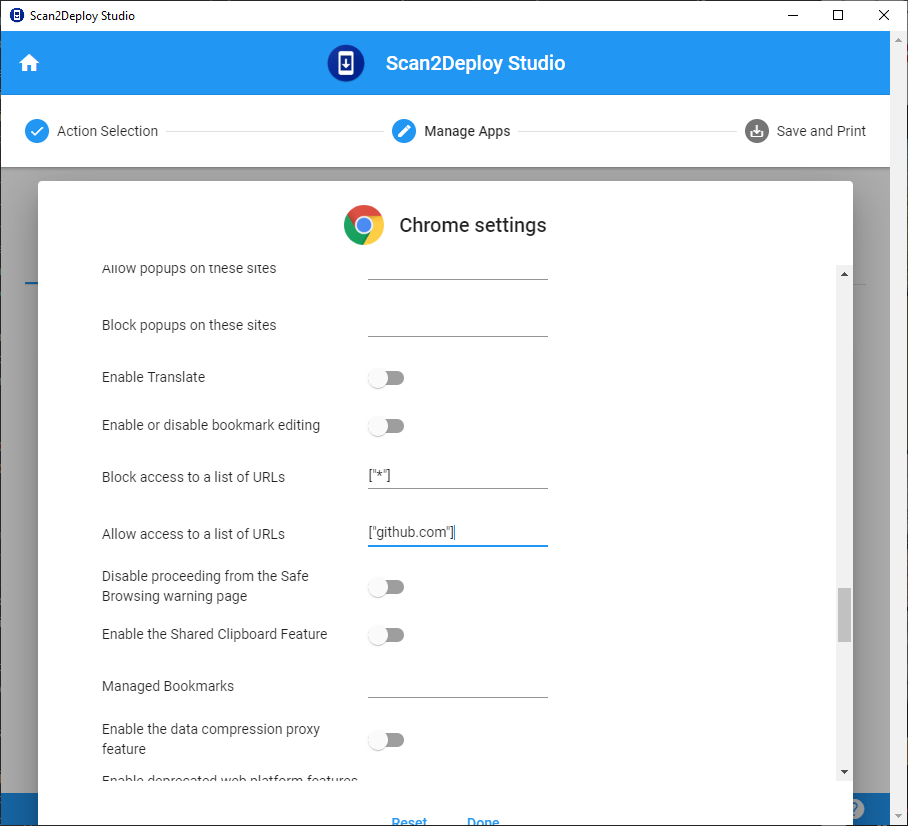 Scan2Deploy Studio
Scan2Deploy Studio
Action Selection
Manage Apps
Save and Print
Chrome settings
Allow popups on these sites
Block popups on these sites
Enable Translate
Enable or disable bookmark editing
Block access to a list of URLs
["*"]
Allow access to a list of URLs
["github.com"]
Disable proceeding from the Safe
Browsing warning page
Enable the Shared Clipboard Feature
Managed Bookmarks
Enable the data compression proxy
feature
Enable deprecated web platform features
Reset
Done
?